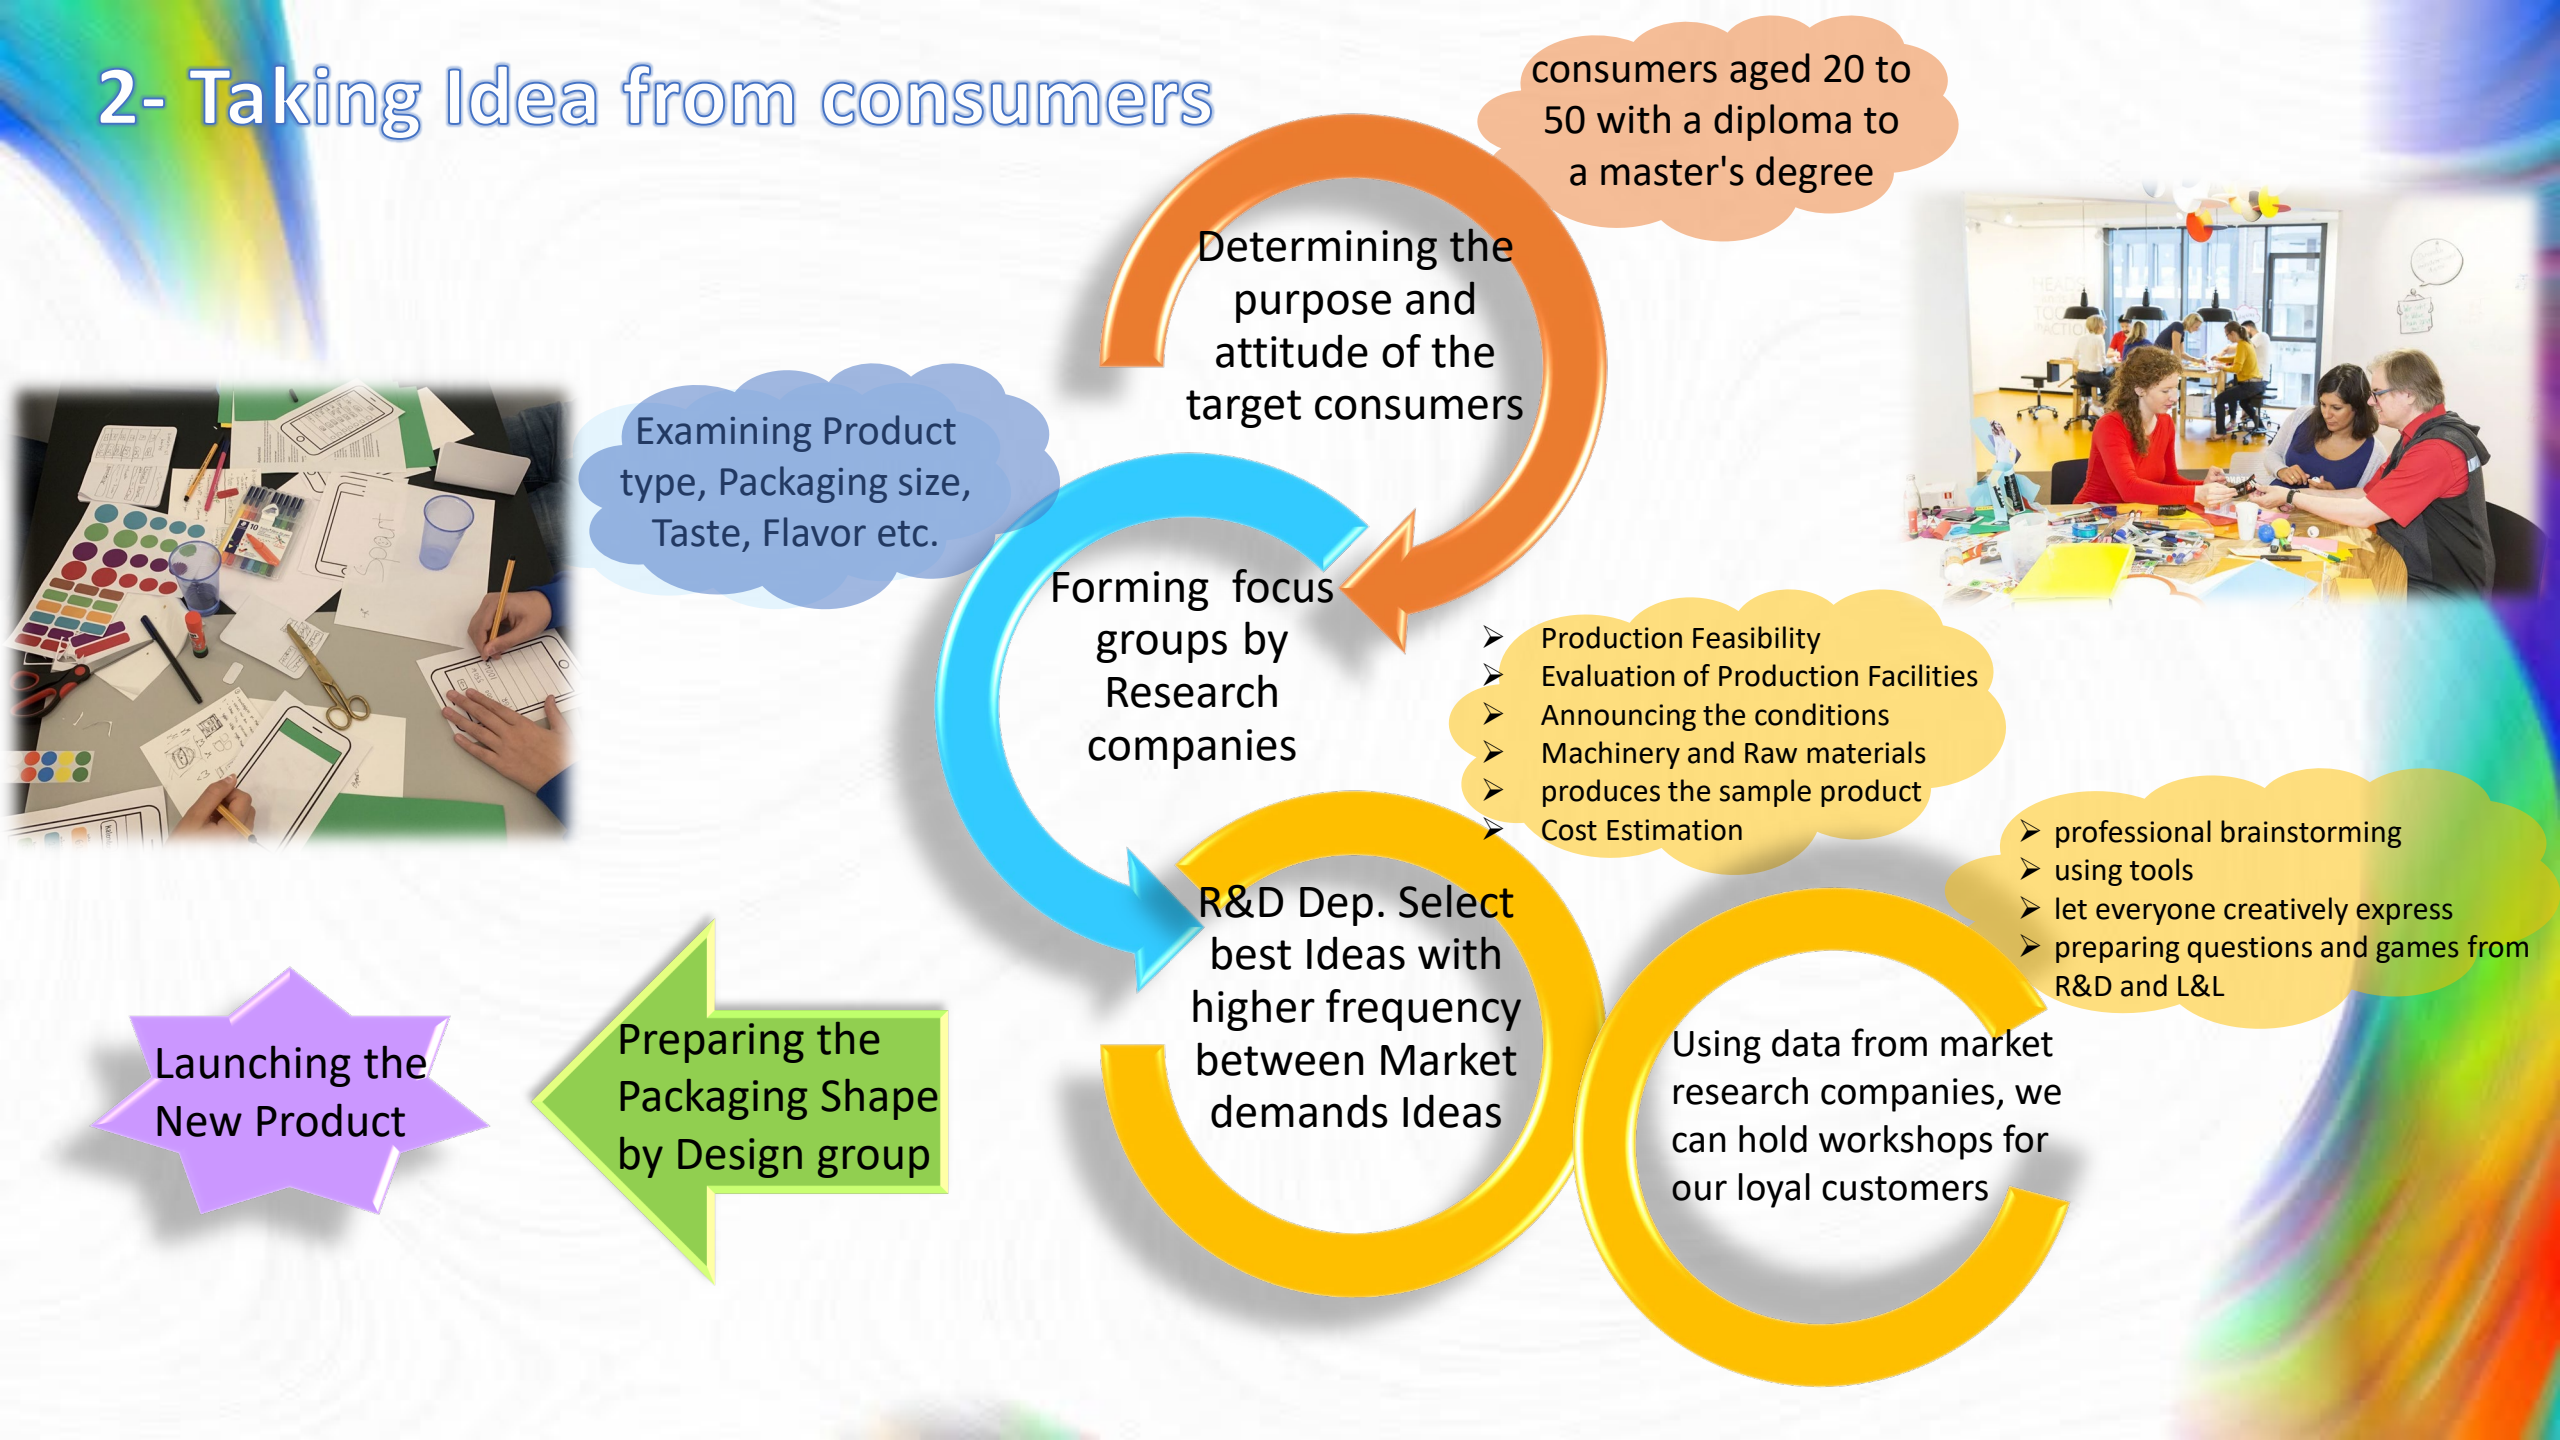 2- Taking Idea from consumers
consumers aged 20 to
50 with a diploma to
a master's degree
Determining the
purpose and
attitude of the
target consumers
Examining Product
type, Packaging size,
Taste, Flavor etc.
Forming  focus
groups by
Research
companies
➢ Production Feasibility
➢ Evaluation of Production Facilities
➢ Announcing the conditions
➢ Machinery and Raw materials
➢ produces the sample product
➢ Cost Estimation
➢ professional brainstorming
➢ using tools
➢ let everyone creatively express
➢ preparing questions and games from
R&D and L&L
R&D Dep. Select
best Ideas with
higher frequency
between Market
demands Ideas
Using data from market
research companies, we
can hold workshops for
our loyal customers
Preparing the
Packaging Shape
by Design group
Launching the
New Product